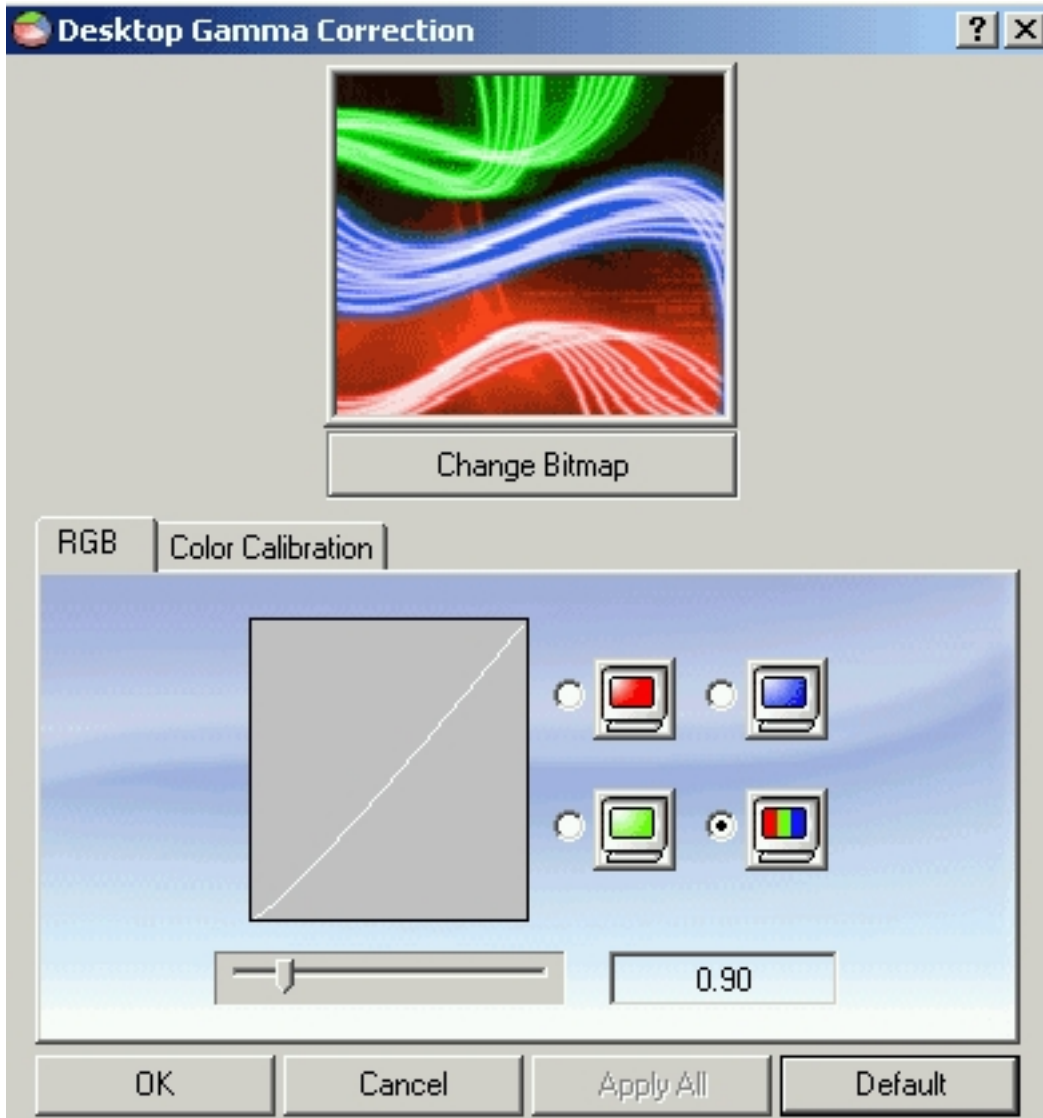 Desktop Gamma Correction
Change Bitmap
RGB
Color Calibration
0.90
OK
Cancel
Apply All
Default